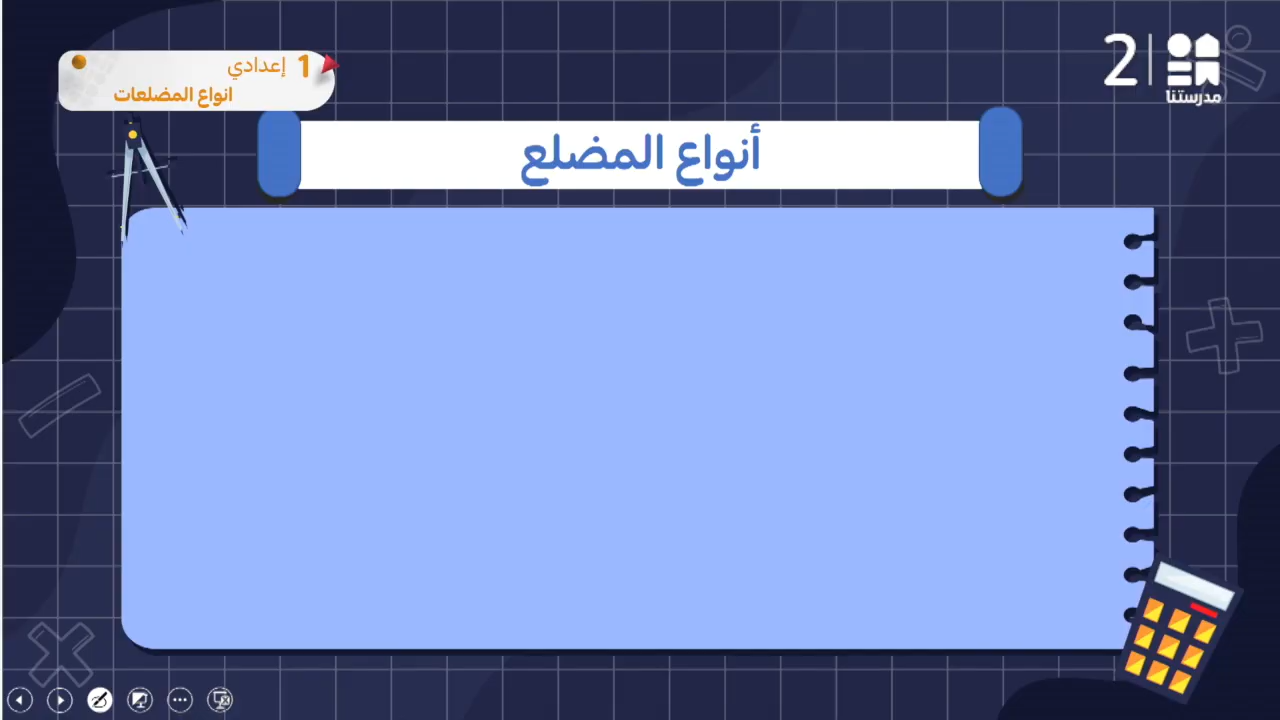 1 إعدادي
انواع المضلعات
2
مدرستنا
أنواع المضلع